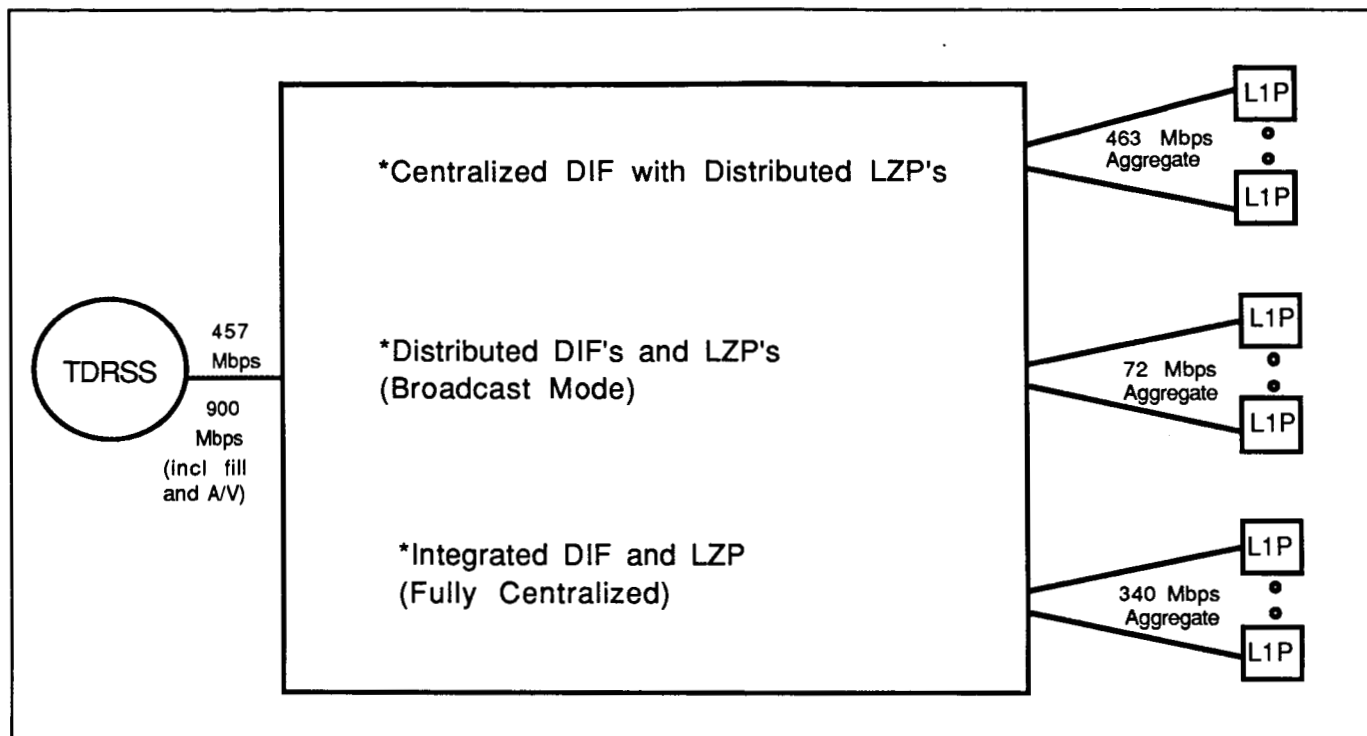 TDRSS
457
Mbps
900
Mbps
(incl fill
and A/V)
*Centralized DIF with Distributed LZP's
*Distributed DIF's and LZP's
(Broadcast Mode)
*Integrated DIF and LZP
(Fully Centralized)
463 Mbps
Aggregate
L1P
L1P
72 Mbps
Aggregate
L1P
L1P
340 Mbps
Aggregate
L1P
L1P